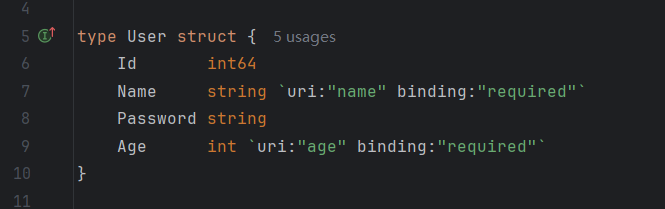 4
5 type User struct { 5 usages
6 Id int64
7 Name string `uri:"name" binding:"required"`
8 Password string
9 Age int `uri:"age" binding:"required"`
10 }
11